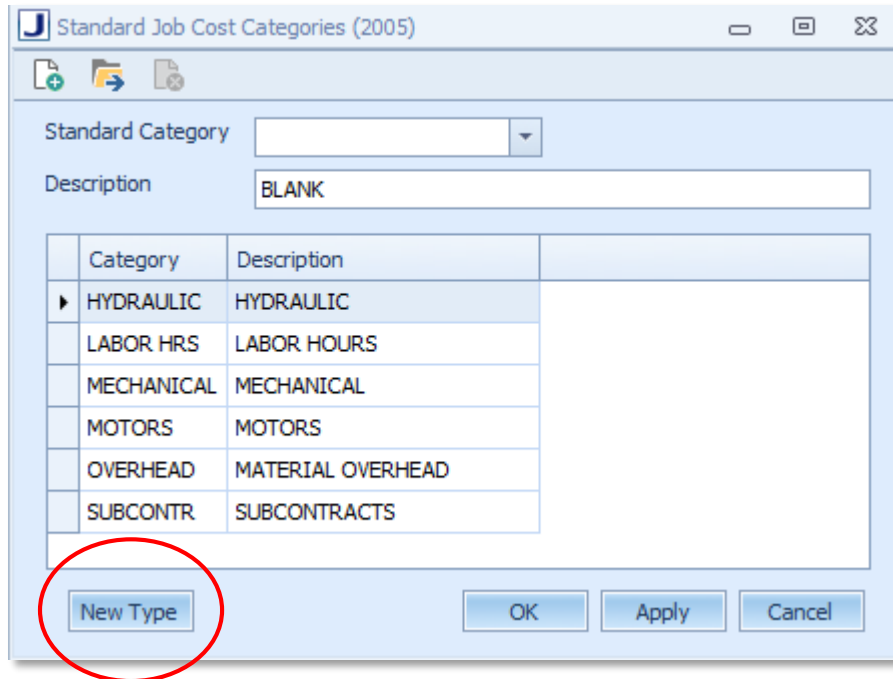 J Standard Job Cost Categories (2005)
Standard Category
Description BLANK
Category Description
HYDRAULIC HYDRAULIC
LABOR HRS LABOR HOURS
MECHANICAL MECHANICAL
MOTORS MOTORS
OVERHEAD MATERIAL OVERHEAD
SUBCONTR SUBCONTRACTS
New Type OK Apply Cancel